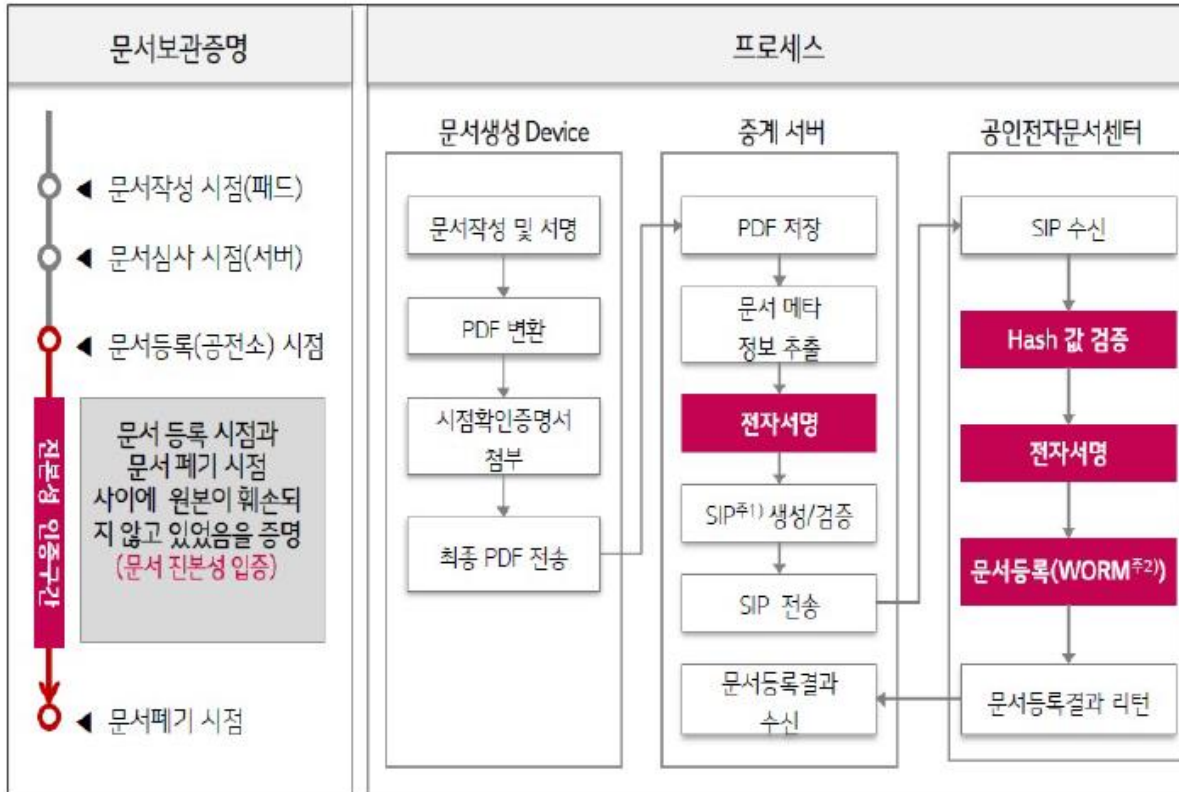 문서보관증명
프로세스
◀ 문서작성 시점(패드)
◀ 문서심사 시점(서버)
◀ 문서등록(공전소) 시점
진본성 인증구간
문서 등록 시점과
문서 폐기 시점
사이에 원본이 훼손되
지 않고 있었음을 증명
(문서 진본성 입증)
◀ 문서폐기 시점
문서생성 Device
문서작성 및 서명
PDF 변환
시점확인증명서
첨부
최종 PDF 전송
중계 서버
PDF 저장
문서 메타
정보 추출
전자서명
SIP주1) 생성/검증
SIP 전송
문서등록결과
수신
공인전자문서센터
SIP 수신
Hash 값 검증
전자서명
문서등록(WORM주2))
문서등록결과 리턴